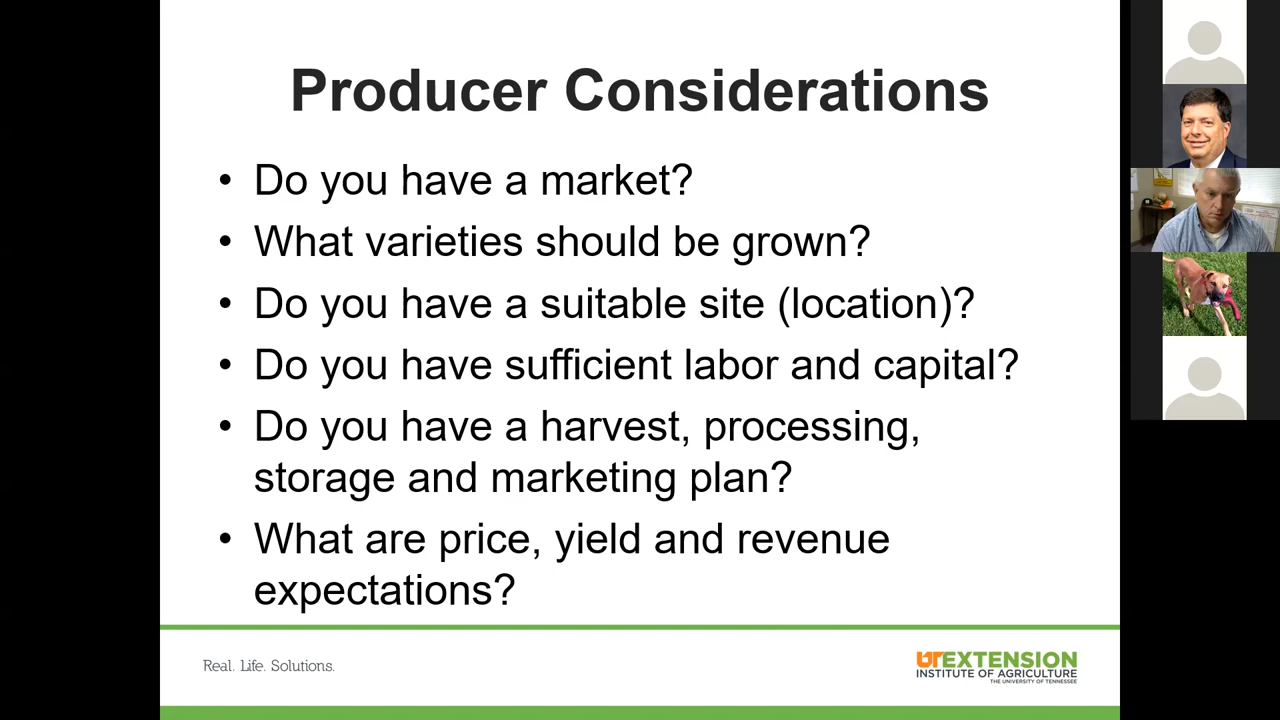 Producer Considerations
• Do you have a market?
• What varieties should be grown?
• Do you have a suitable site (location)?
• Do you have sufficient labor and capital?
• Do you have a harvest, processing,
storage and marketing plan?
• What are price, yield and revenue
expectations?
Real. Life. Solutions.
UTEXTENSION
INSTITUTE OF AGRICULTURE
THE UNIVERSITY OF TENNESSEE